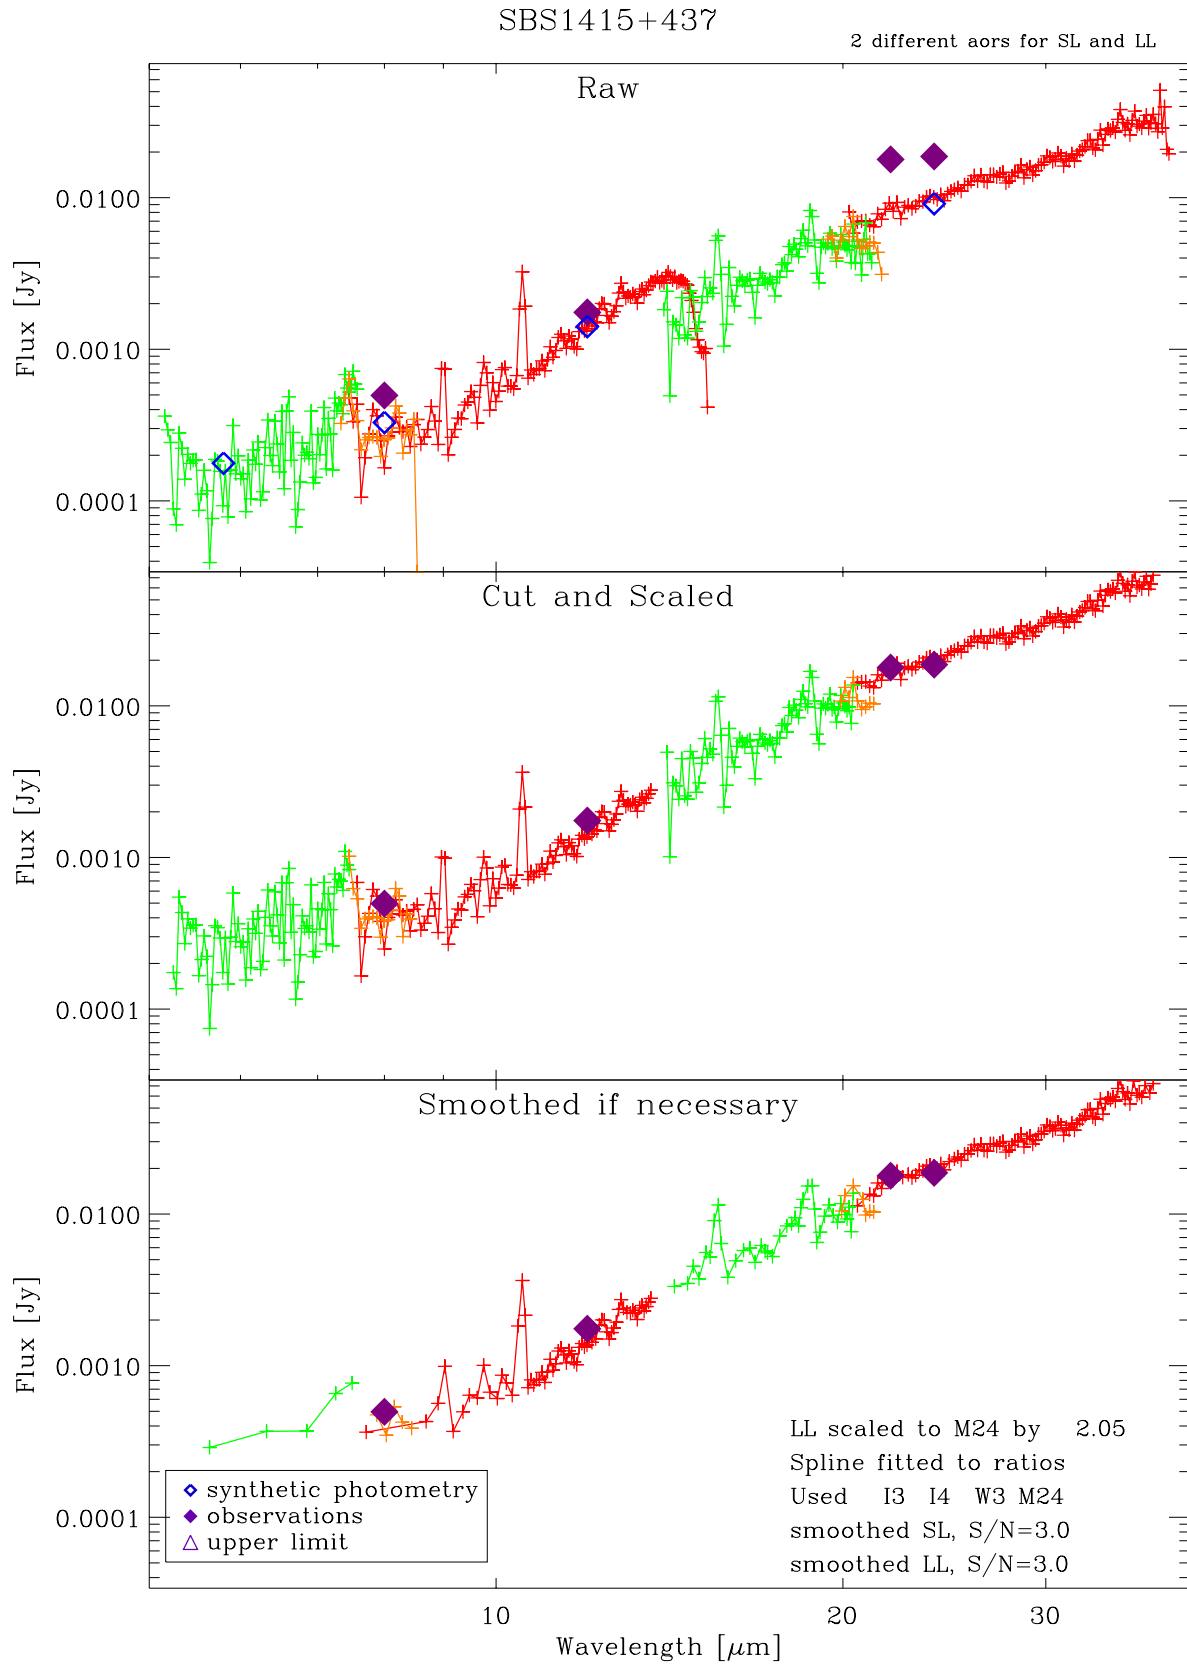 SBS1415+437
2 different aors for SL and LL
Raw
0.0100
0.0010
0.0001
Flux [Jy]
Cut and Scaled
0.0100
0.0010
0.0001
Flux [Jy]
Smoothed if necessary
0.0100
0.0010
0.0001
Flux [Jy]
LL scaled to M24 by 2.05
Spline fitted to ratios
Used I3 I4 W3 M24
smoothed SL, S/N=3.0
smoothed LL, S/N=3.0
synthetic photometry
observations
upper limit
10 20 30
Wavelength [μm]